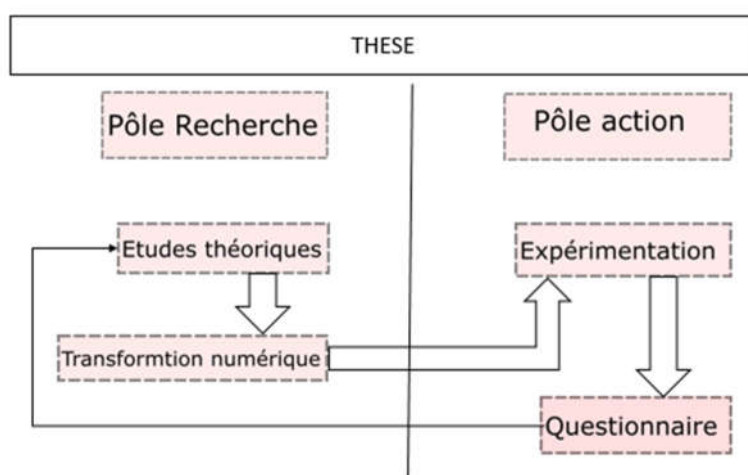 THESE
Pôle Recherche
Pôle action
Etudes théoriques
Expérimentation
Transformtion numérique
Questionnaire